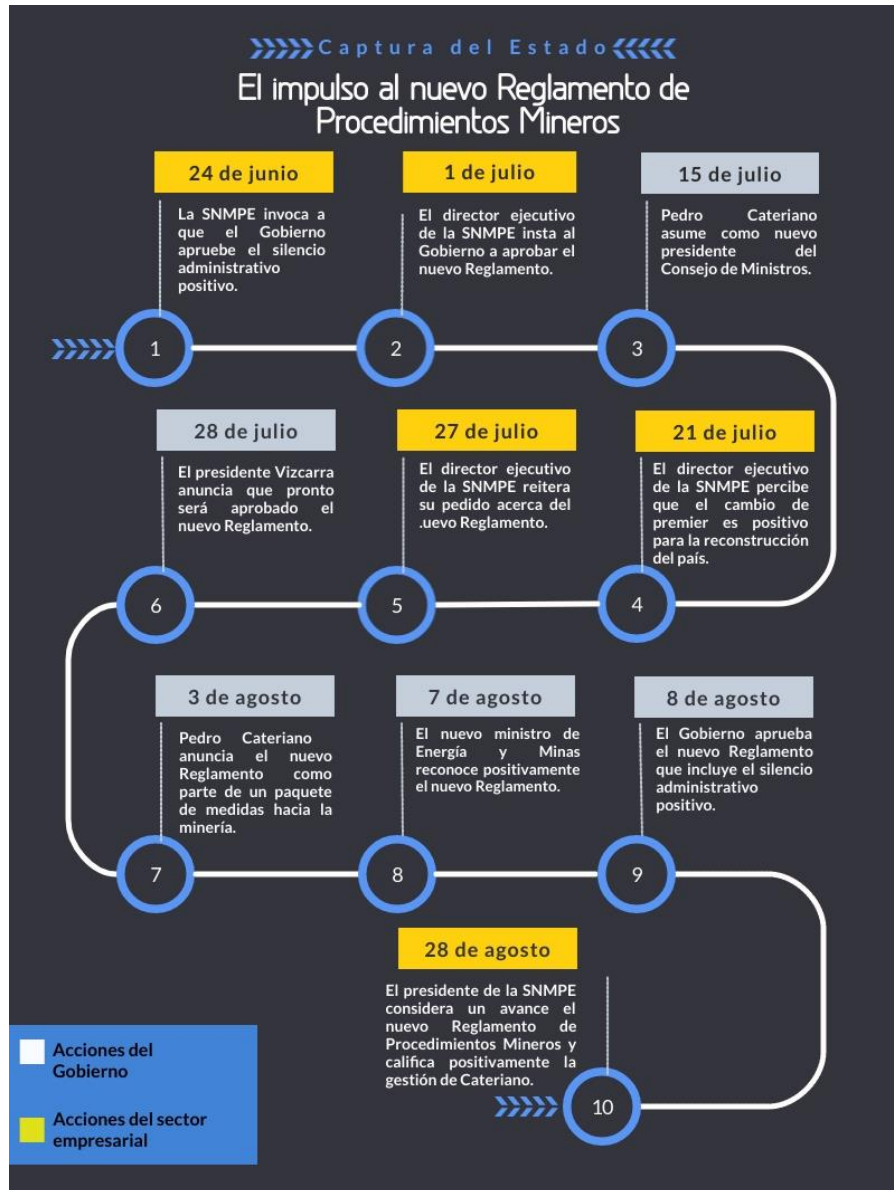 Captura del Estado
El impulso al nuevo Reglamento de
Procedimientos Mineros
24 de junio
La SNMPE invoca a
que el Gobierno
apruebe el silencio
administrativo
positivo.
1
1 de julio
El director ejecutivo
de la SNMPE insta al
Gobierno a aprobar el
nuevo Reglamento.
2
15 de julio
Pedro Cateriano
asume como nuevo
presidente del
Consejo de Ministros.
3
21 de julio
El director ejecutivo
de la SNMPE percibe
que el cambio de
premier es positivo
para la reconstrucción
del país.
4
27 de julio
El director ejecutivo
de la SNMPE reitera
su pedido acerca del
.uevo Reglamento.
5
28 de julio
El presidente Vizcarra
anuncia que pronto
será aprobado el
nuevo Reglamento.
6
3 de agosto
Pedro Cateriano
anuncia el nuevo
Reglamento como
parte de un paquete
de medidas hacia la
minería.
7
7 de agosto
El nuevo ministro de
Energía y Minas
reconoce positivamente
el nuevo Reglamento.
8
8 de agosto
El Gobierno aprueba
el nuevo Reglamento
que incluye el silencio
administrativo
positivo.
9
28 de agosto
El presidente de la SNMPE
considera un avance el
nuevo Reglamento de
Procedimientos Mineros y
califica positivamente la
gestión de Cateriano.
10
Acciones del
Gobierno
Acciones del sector
empresarial